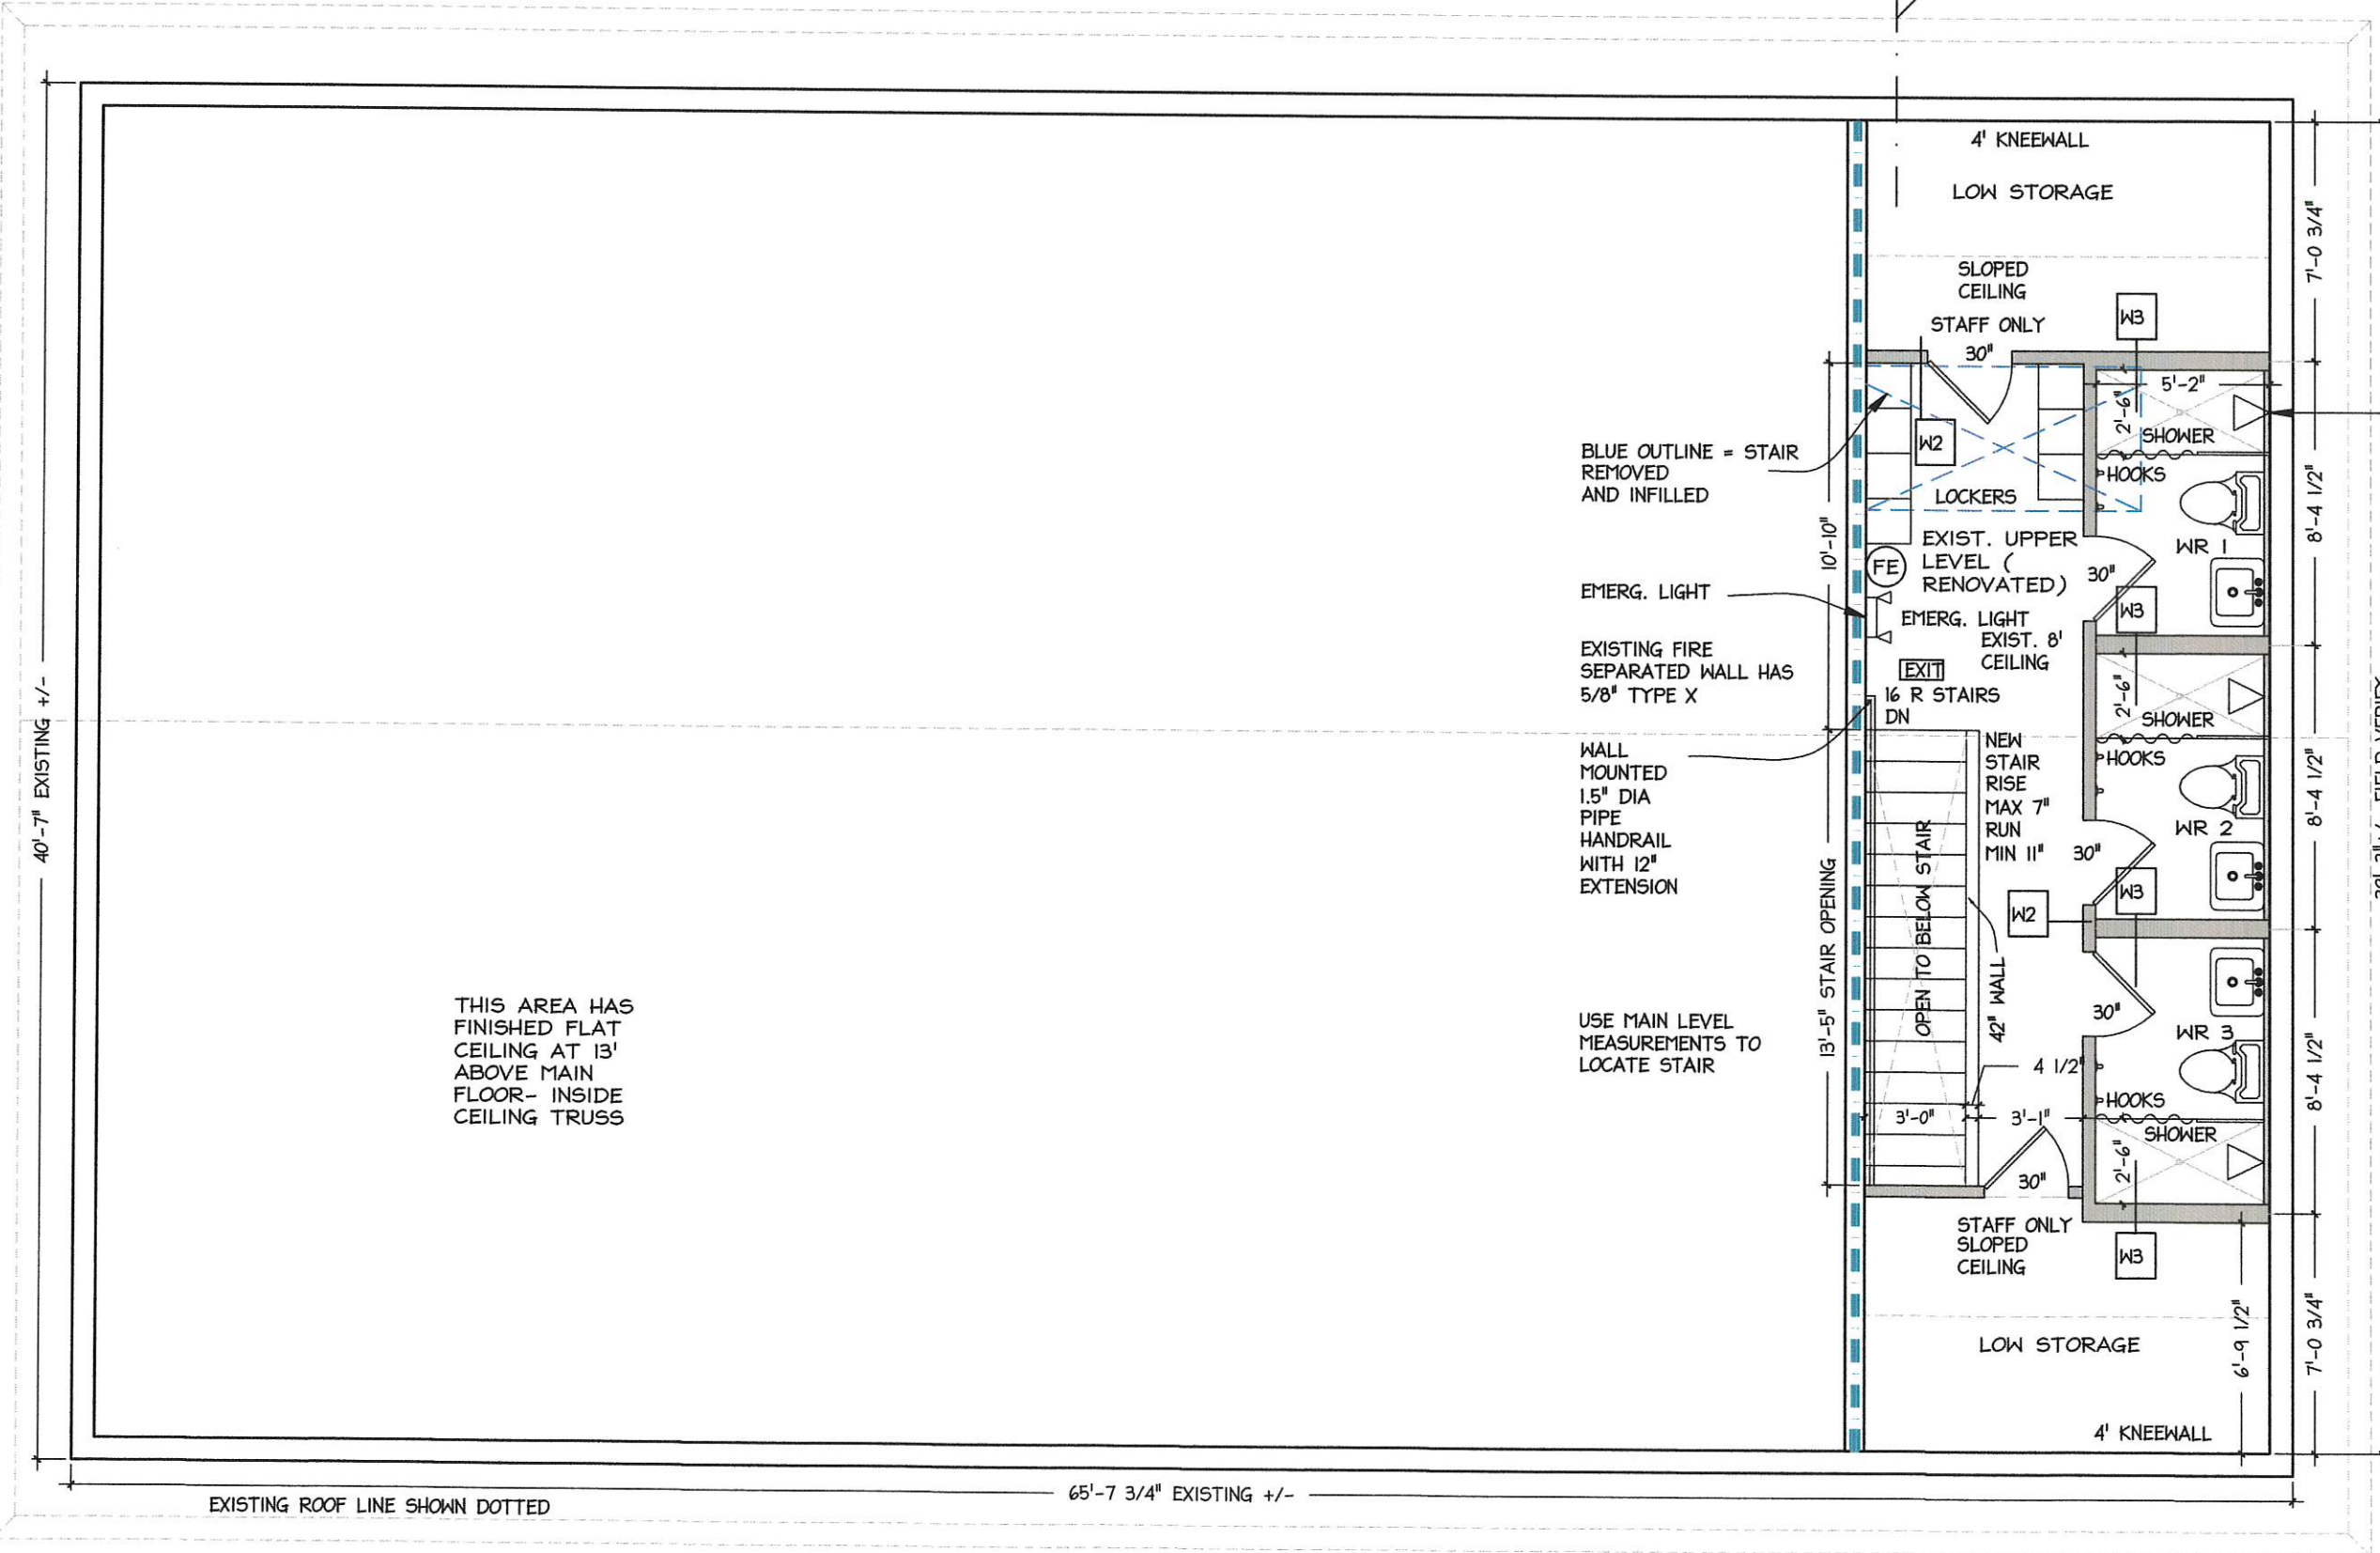 4' KNEEWALL
LOW STORAGE
SLOPED
CEILING
STAFF ONLY
30"
W3
W2
5'-2"
2'-6"
SHOWER
HOOKS
LOCKERS
BLUE OUTLINE = STAIR
REMOVED
AND INFILLED
EXIST. UPPER
LEVEL (
RENOVATED)
FE
WR 1
30"
W3
EMERG. LIGHT
EMERG. LIGHT
EXIST. 8'
CEILING
EXISTING FIRE
SEPARATED WALL HAS
5/8" TYPE X
EXIT
16 R STAIRS
DN
2'-6"
SHOWER
HOOKS
WALL
MOUNTED
1.5" DIA
PIPE
HANDRAIL
WITH 12"
EXTENSION
NEW
STAIR
RISE
MAX 7"
RUN
MIN 11"
30"
WR 2
W3
W2
OPEN TO BELOW STAIR
42" WALL
10'-10"
13'-5" STAIR OPENING
USE MAIN LEVEL
MEASUREMENTS TO
LOCATE STAIR
30"
WR 3
4 1/2"
HOOKS
3'-0"
3'-1"
SHOWER
2'-6"
30"
STAFF ONLY
SLOPED
CEILING
W3
LOW STORAGE
6'-9 1/2"
4' KNEEWALL
7'-0 3/4"
8'-4 1/2"
8'-4 1/2"
8'-4 1/2"
7'-0 3/4"
THIS AREA HAS
FINISHED FLAT
CEILING AT 13'
ABOVE MAIN
FLOOR- INSIDE
CEILING TRUSS
40'-7" EXISTING +/-
65'-7 3/4" EXISTING +/-
EXISTING ROOF LINE SHOWN DOTTED